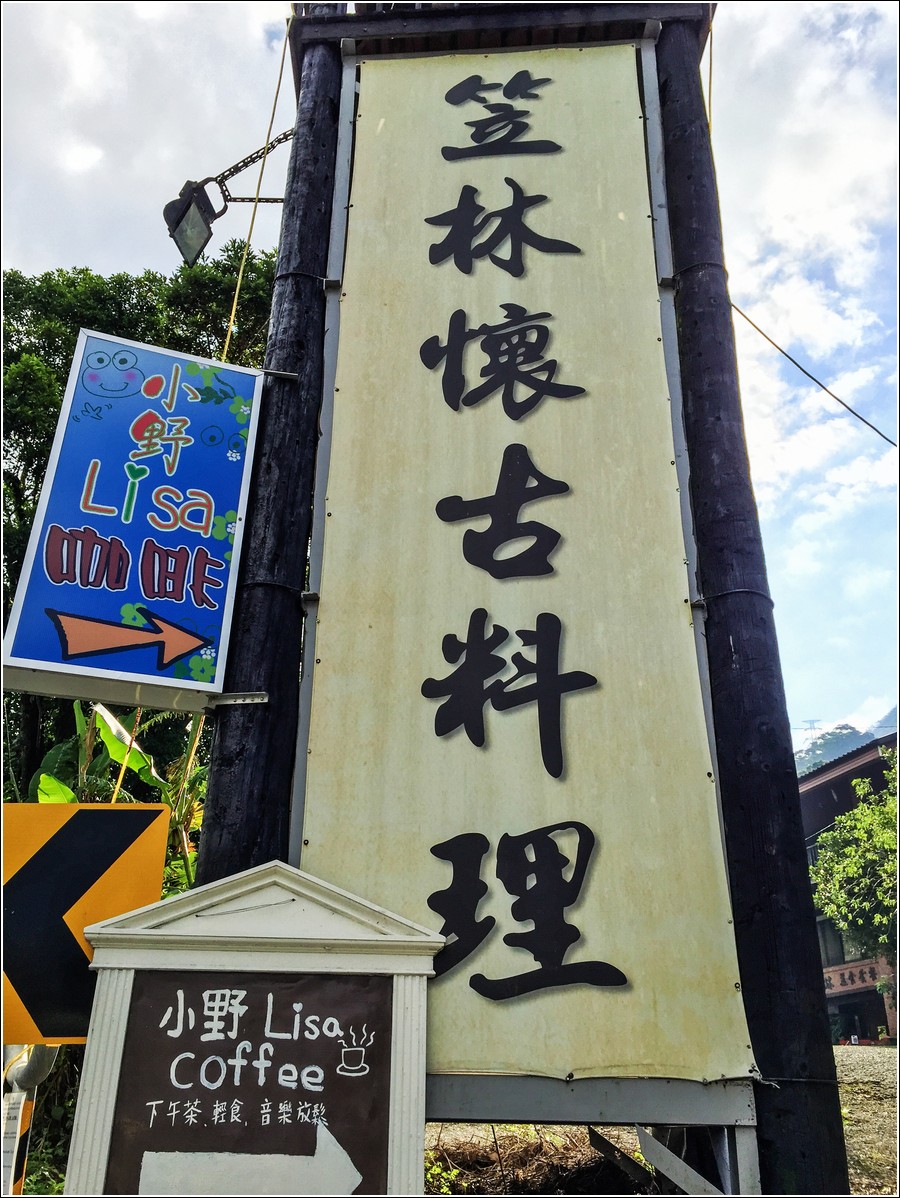 笠林懷古料理
小野
Lisa
咖啡
小野 Lisa
coffee
下午茶.輕食.音樂放鬆